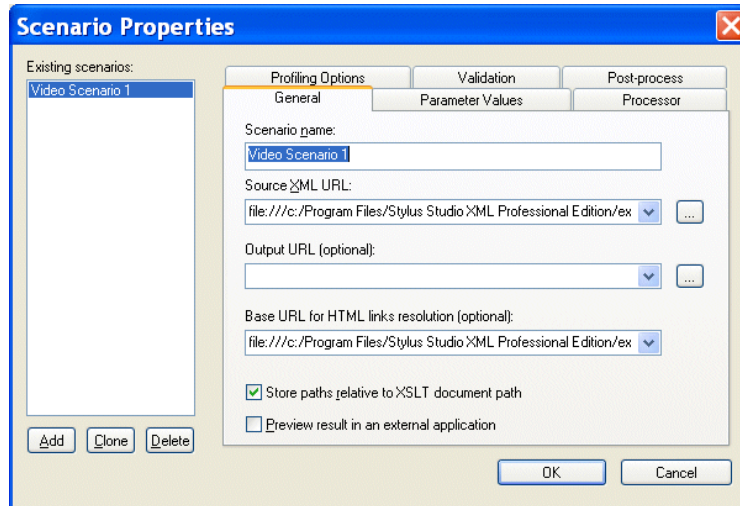 Scenario Properties
Existing scenarios:
Video Scenario 1
Profiling Options
Validation
Post-process
General
Parameter Values
Processor
Scenario name:
Video Scenario 1
Source XML URL:
file:///c:/Program Files/Stylus Studio XML Professional Edition/ex
...
Output URL (optional):
...
Base URL for HTML links resolution (optional):
file:///c:/Program Files/Stylus Studio XML Professional Edition/ex
Store paths relative to XSLT document path
Preview result in an external application
Add
Clone
Delete
OK
Cancel